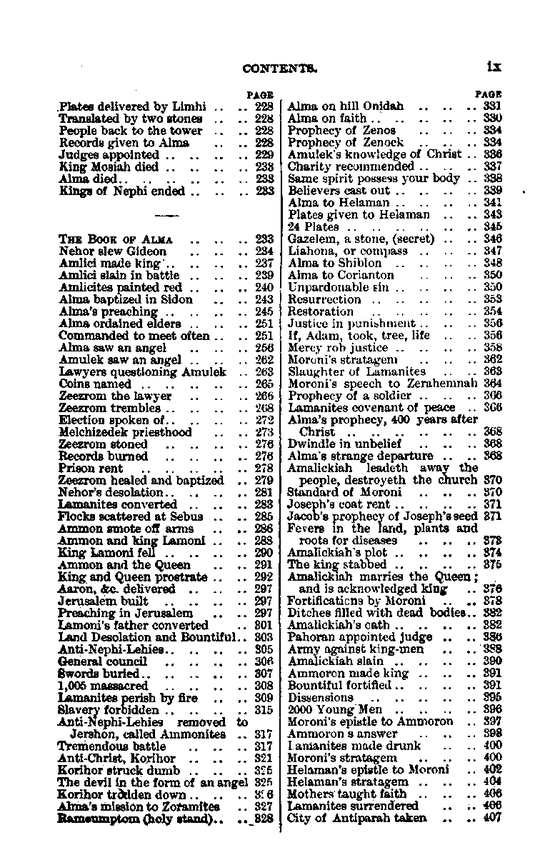 CONTENTS.
ix
PAGE
Plates delivered by Limhi .. .. 228
Translated by two stones .. .. 228
People back to the tower .. .. 228
Records given to Alma .. .. 228
Judges appointed .. .. .. .. 229
King Mosiah died .. .. .. .. 233
Alma died.. .. .. .. .. .. 233
Kings of Nephi ended .. .. .. 233
THE BOOK OF ALMA .. .. .. 233
Nehor slew Gideon .. .. .. 234
Amlici made king .. .. .. .. 237
Amlici slain in battle .. .. .. 239
Amlicites painted red .. .. .. 240
Alma baptized in Sidon .. .. 243
Alma's preaching .. .. .. .. 245
Alma ordained elders .. .. .. 251
Commanded to meet often .. .. 251
Alma saw an angel .. .. .. 256
Amulek saw an angel .. .. .. 262
Lawyers questioning Amulek .. 263
Coins named .. .. .. .. .. 265
Zeezrom the lawyer .. .. .. 266
Zeezrom trembles .. .. .. .. 268
Election spoken of.. .. .. .. 272
Melchizedek priesthood .. .. 273
Zeezrom stoned .. .. .. .. 276
Records burned .. .. .. .. 276
Prison rent .. .. .. .. .. 278
Zeezrom healed and baptized .. 279
Nehor's desolation.. .. .. .. 281
Lamanites converted .. .. .. 283
Flocks scattered at Sebus .. .. 285
Ammon smote off arms .. .. 286
Ammon and king Lamoni .. .. 288
King Lamoni fell .. .. .. .. 290
Ammon and the Queen .. .. 291
King and Queen prostrate .. .. 292
Aaron, &c. delivered .. .. .. 297
Jerusalem built .. .. .. .. 297
Preaching in Jerusalem .. .. 297
Lamoni's father converted .. 301
Land Desolation and Bountiful.. 303
Anti-Nephi-Lehies.. .. .. .. 305
General council .. .. .. .. 306
Swords buried.. .. .. .. .. 307
1,005 massacred .. .. .. .. 308
Lamanites perish by fire .. .. 309
Slavery forbidden .. .. .. .. 315
Anti-Nephi-Lehies removed to
Jershon, called Ammonites .. 317
Tremendous battle .. .. .. 317
Anti-Christ, Korihor .. .. .. 321
Korihor struck dumb .. .. .. 325
The devil in the form of an angel 325
Korihor trodden down .. .. .. 326
Alma's mission to Zoramites .. 327
Rameumptom (holy stand).. .. 328
PAGE
Alma on hill Onidah .. .. .. 331
Alma on faith .. .. .. .. .. 330
Prophecy of Zenos .. .. .. 334
Prophecy of Zenock .. .. .. 334
Amulek's knowledge of Christ .. 336
Charity recommended .. .. .. 337
Same spirit possess your body .. 338
Believers cast out .. .. .. .. 339
Alma to Helaman .. .. .. .. 341
Plates given to Helaman .. .. 343
24 Plates .. .. .. .. .. .. 345
Gazelem, a stone, (secret) .. .. 346
Liahona, or compass .. .. .. 347
Alma to Shiblon .. .. .. .. 348
Alma to Corianton .. .. .. 350
Unpardonable sin .. .. .. .. 350
Resurrection .. .. .. .. .. 353
Restoration .. .. .. .. .. 354
Justice in punishment .. .. .. 356
If, Adam, took, tree, life .. .. 356
Mercy rob justice .. .. .. .. 358
Moroni's stratagem .. .. .. 362
Slaughter of Lamanites .. .. 363
Moroni's speech to Zerahemnah 364
Prophecy of a soldier .. .. .. 366
Lamanites covenant of peace .. 366
Alma's prophecy, 400 years after
Christ .. .. .. .. .. .. 368
Dwindle in unbelief .. .. .. 368
Alma's strange departure .. .. 368
Amalickiah leadeth away the
people, destroyeth the church 370
Standard of Moroni .. .. .. 370
Joseph's coat rent .. .. .. .. 371
Jacob's prophecy of Joseph's seed 371
Fevers in the land, plants and
roots for diseases .. .. .. 373
Amalickiah's plot .. .. .. .. 374
The king stabbed .. .. .. .. 375
Amalickiah marries the Queen;
and is acknowledged king .. 376
Fortifications by Moroni .. .. 378
Ditches filled with dead bodies.. 382
Amalickiah's oath .. .. .. .. 382
Pahoran appointed judge .. .. 386
Army against king-men .. .. 388
Amalickiah slain .. .. .. .. 390
Ammoron made king .. .. .. 391
Bountiful fortified .. .. .. .. 391
Dissensions .. .. .. .. .. 395
2000 Young Men .. .. .. .. 396
Moroni's epistle to Ammoron .. 397
Ammoron s answer .. .. .. 398
Lamanites made drunk .. .. 400
Moroni's stratagem .. .. .. 400
Helaman's epistle to Moroni .. 402
Helaman's stratagem .. .. .. 404
Mothers taught faith .. .. .. 406
Lamanites surrendered .. .. 406
City of Antiparah taken .. .. 407